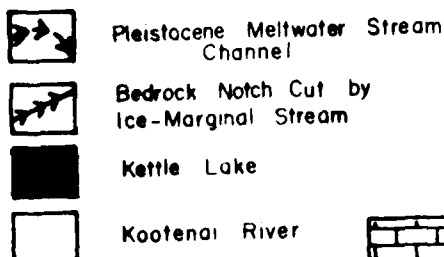 Pleistocene Meltwater Stream
Channel
Bedrock Notch Cut by
Ice-Marginal Stream
Kettle Lake
Kootenai River